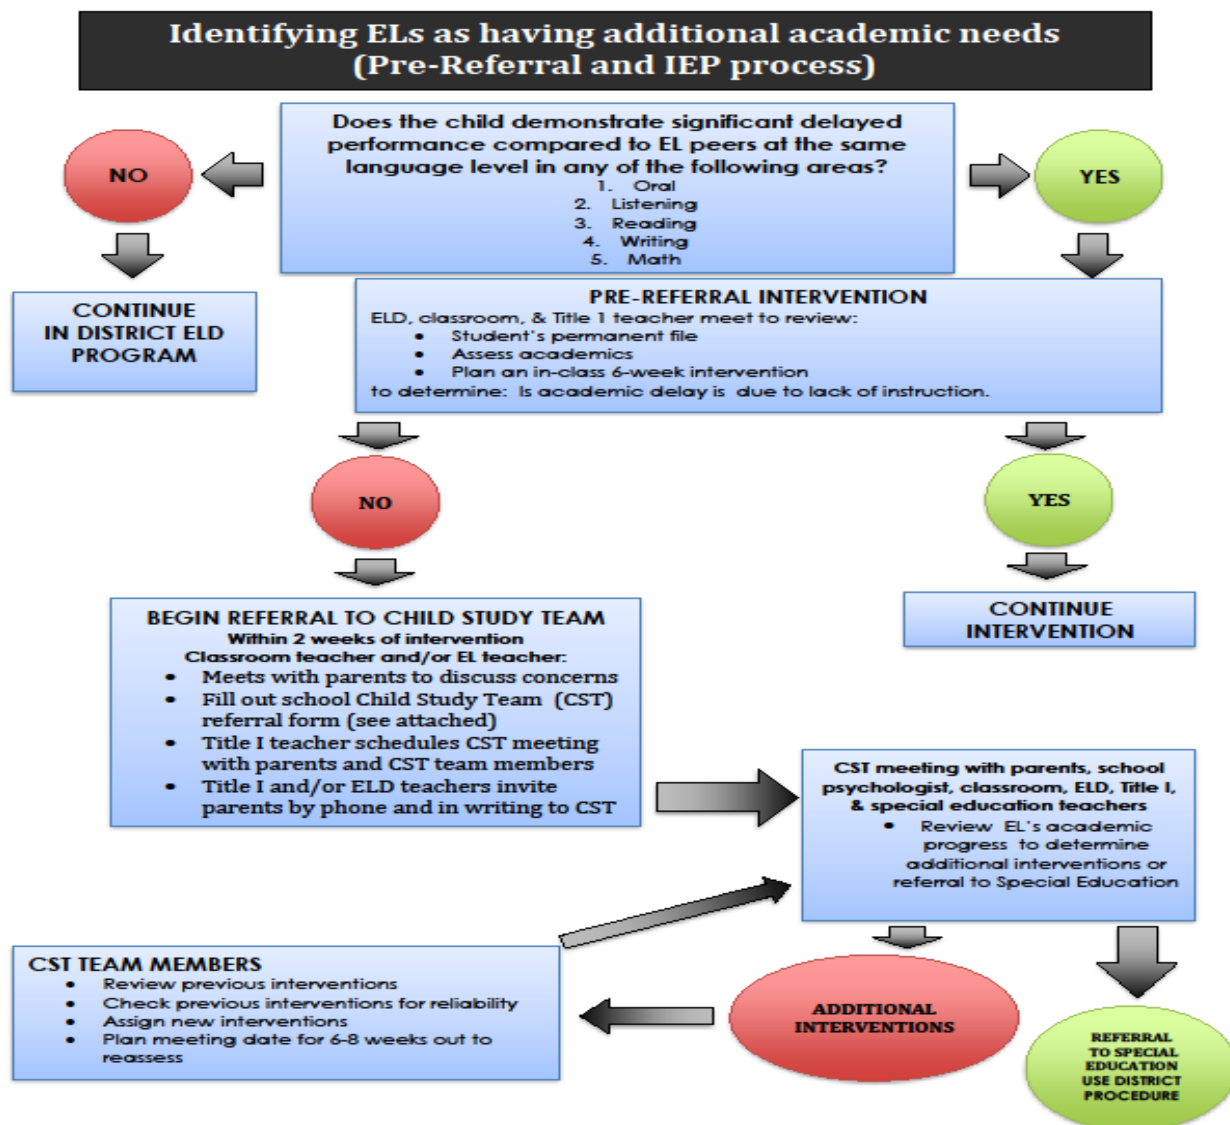 Identifying ELs as having additional academic needs
(Pre-Referral and IEP process)
Does the child demonstrate significant delayed
performance compared to EL peers at the same
language level in any of the following areas?
1. Oral
2. Listening
3. Reading
4. Writing
5. Math
NO
YES
CONTINUE
IN DISTRICT ELD
PROGRAM
PRE-REFERRAL INTERVENTION
ELD, classroom, & Title 1 teacher meet to review:
• Student's permanent file
• Assess academics
• Plan an in-class 6-week intervention
to determine: Is academic delay is due to lack of instruction.
NO
YES
BEGIN REFERRAL TO CHILD STUDY TEAM
Within 2 weeks of intervention
Classroom teacher and/or EL teacher:
• Meets with parents to discuss concerns
• Fill out school Child Study Team (CST)
referral form (see attached)
• Title I teacher schedules CST meeting
with parents and CST team members
• Title I and/or ELD teachers invite
parents by phone and in writing to CST
CONTINUE
INTERVENTION
CST meeting with parents, school
psychologist, classroom, ELD, Title I,
& special education teachers
• Review EL's academic
progress to determine
additional interventions or
referral to Special Education
CST TEAM MEMBERS
• Review previous interventions
• Check previous interventions for reliability
• Assign new interventions
• Plan meeting date for 6-8 weeks out to
reassess
ADDITIONAL
INTERVENTIONS
REFERRAL
TO SPECIAL
EDUCATION
USE DISTRICT
PROCEDURE